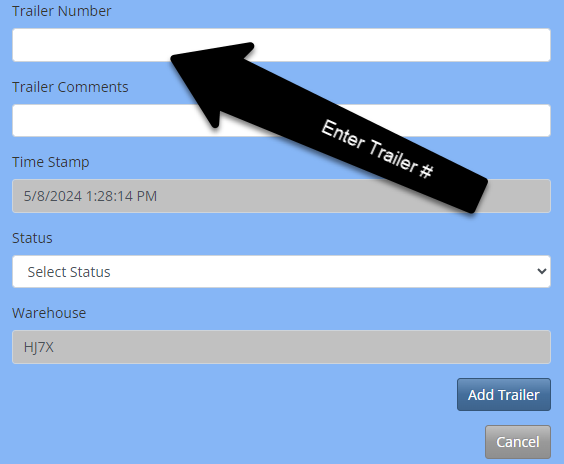 Trailer Number
Enter Trailer #
Trailer Comments
Time Stamp
5/8/2024 1:28:14 PM
Status
Select Status
Warehouse
HJ7X
Add Trailer
Cancel